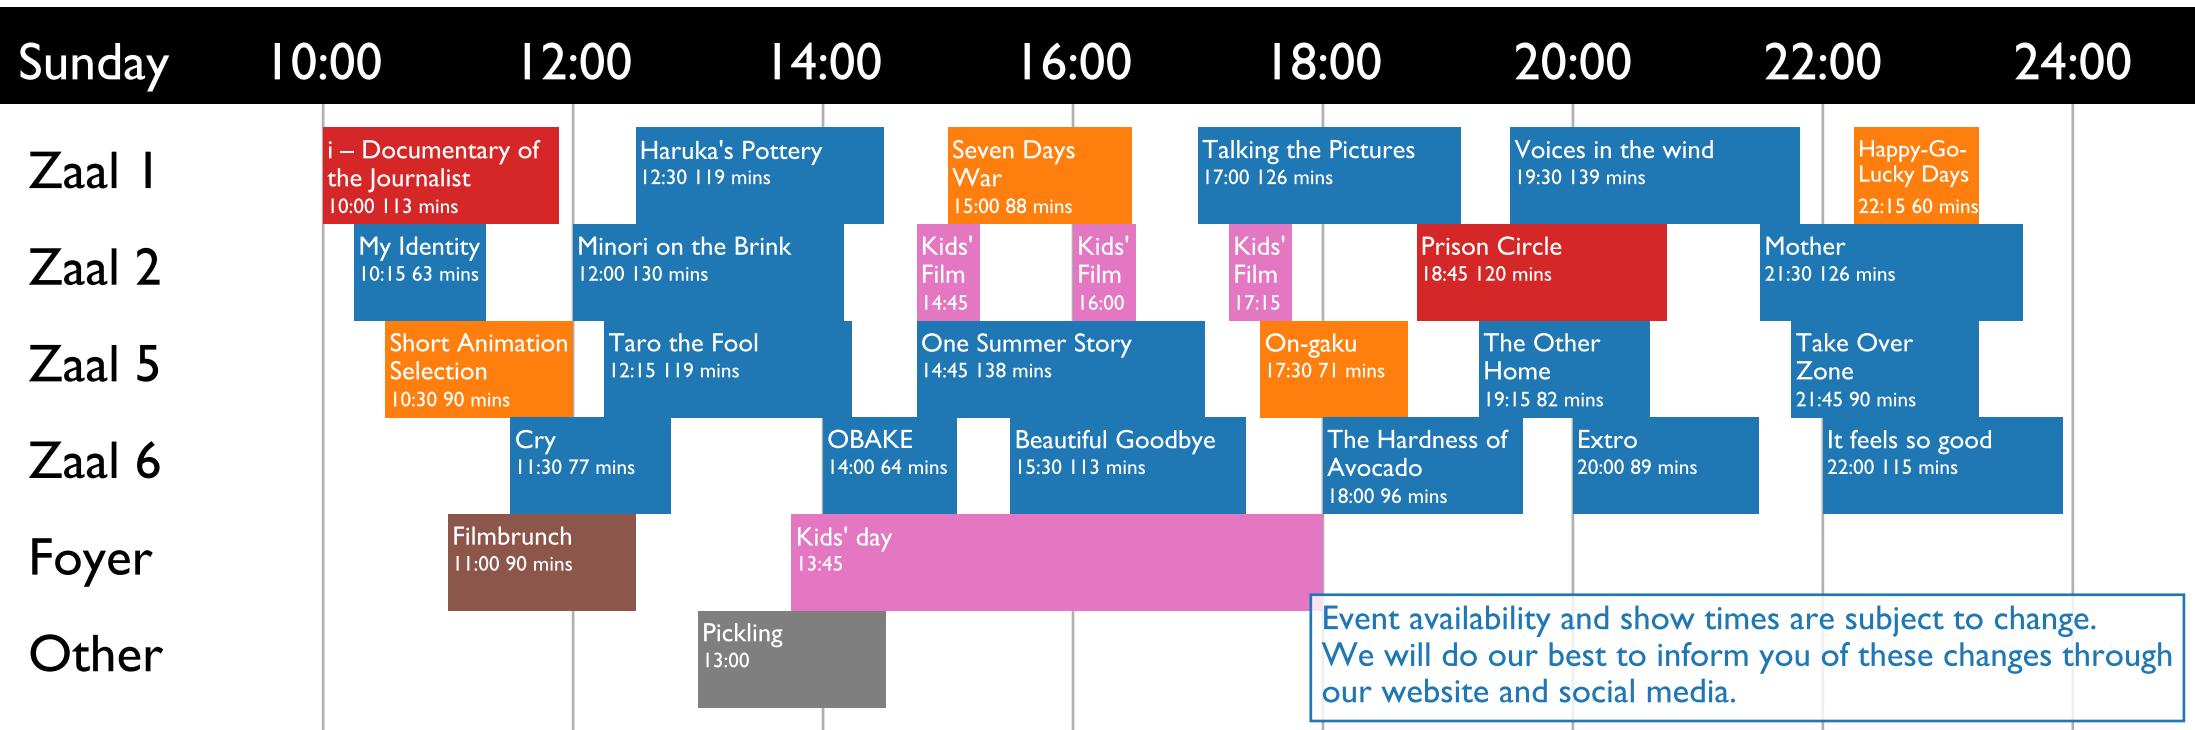 Sunday 10:00 12:00 14:00 16:00 18:00 20:00 22:00 24:00
Zaal 1
i – Documentary of
the Journalist
10:00 113 mins
Haruka's Pottery
12:30 119 mins
Seven Days
War
15:00 88 mins
Talking the Pictures
17:00 126 mins
Voices in the wind
19:30 139 mins
Happy-Go-
Lucky Days
22:15 60 mins
Zaal 2
My Identity
10:15 63 mins
Minori on the Brink
12:00 130 mins
Kids'
Film
14:45
Kids'
Film
16:00
Kids'
Film
17:15
Prison Circle
18:45 120 mins
Mother
21:30 126 mins
Zaal 5
Short Animation
Selection
10:30 90 mins
Taro the Fool
12:15 119 mins
One Summer Story
14:45 138 mins
On-gaku
17:30 71 mins
The Other
Home
19:15 82 mins
Take Over
Zone
21:45 90 mins
Zaal 6
Cry
11:30 77 mins
OBAKE
14:00 64 mins
Beautiful Goodbye
15:30 113 mins
The Hardness of
Avocado
18:00 96 mins
Extro
20:00 89 mins
It feels so good
22:00 115 mins
Foyer
Filmbrunch
11:00 90 mins
Kids' day
13:45
Other
Pickling
13:00
Event availability and show times are subject to change.
We will do our best to inform you of these changes through
our website and social media.